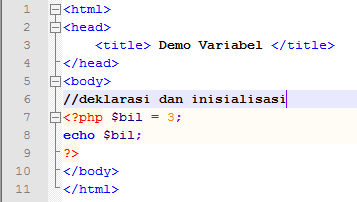 1 <html>
2 <head>
3 <title> Demo Variabel </title>
4 </head>
5 <body>
6 //deklarasi dan inisialisasi
7 <?php $bil = 3;
8 echo $bil;
9 ?>
10 </body>
11 </html>